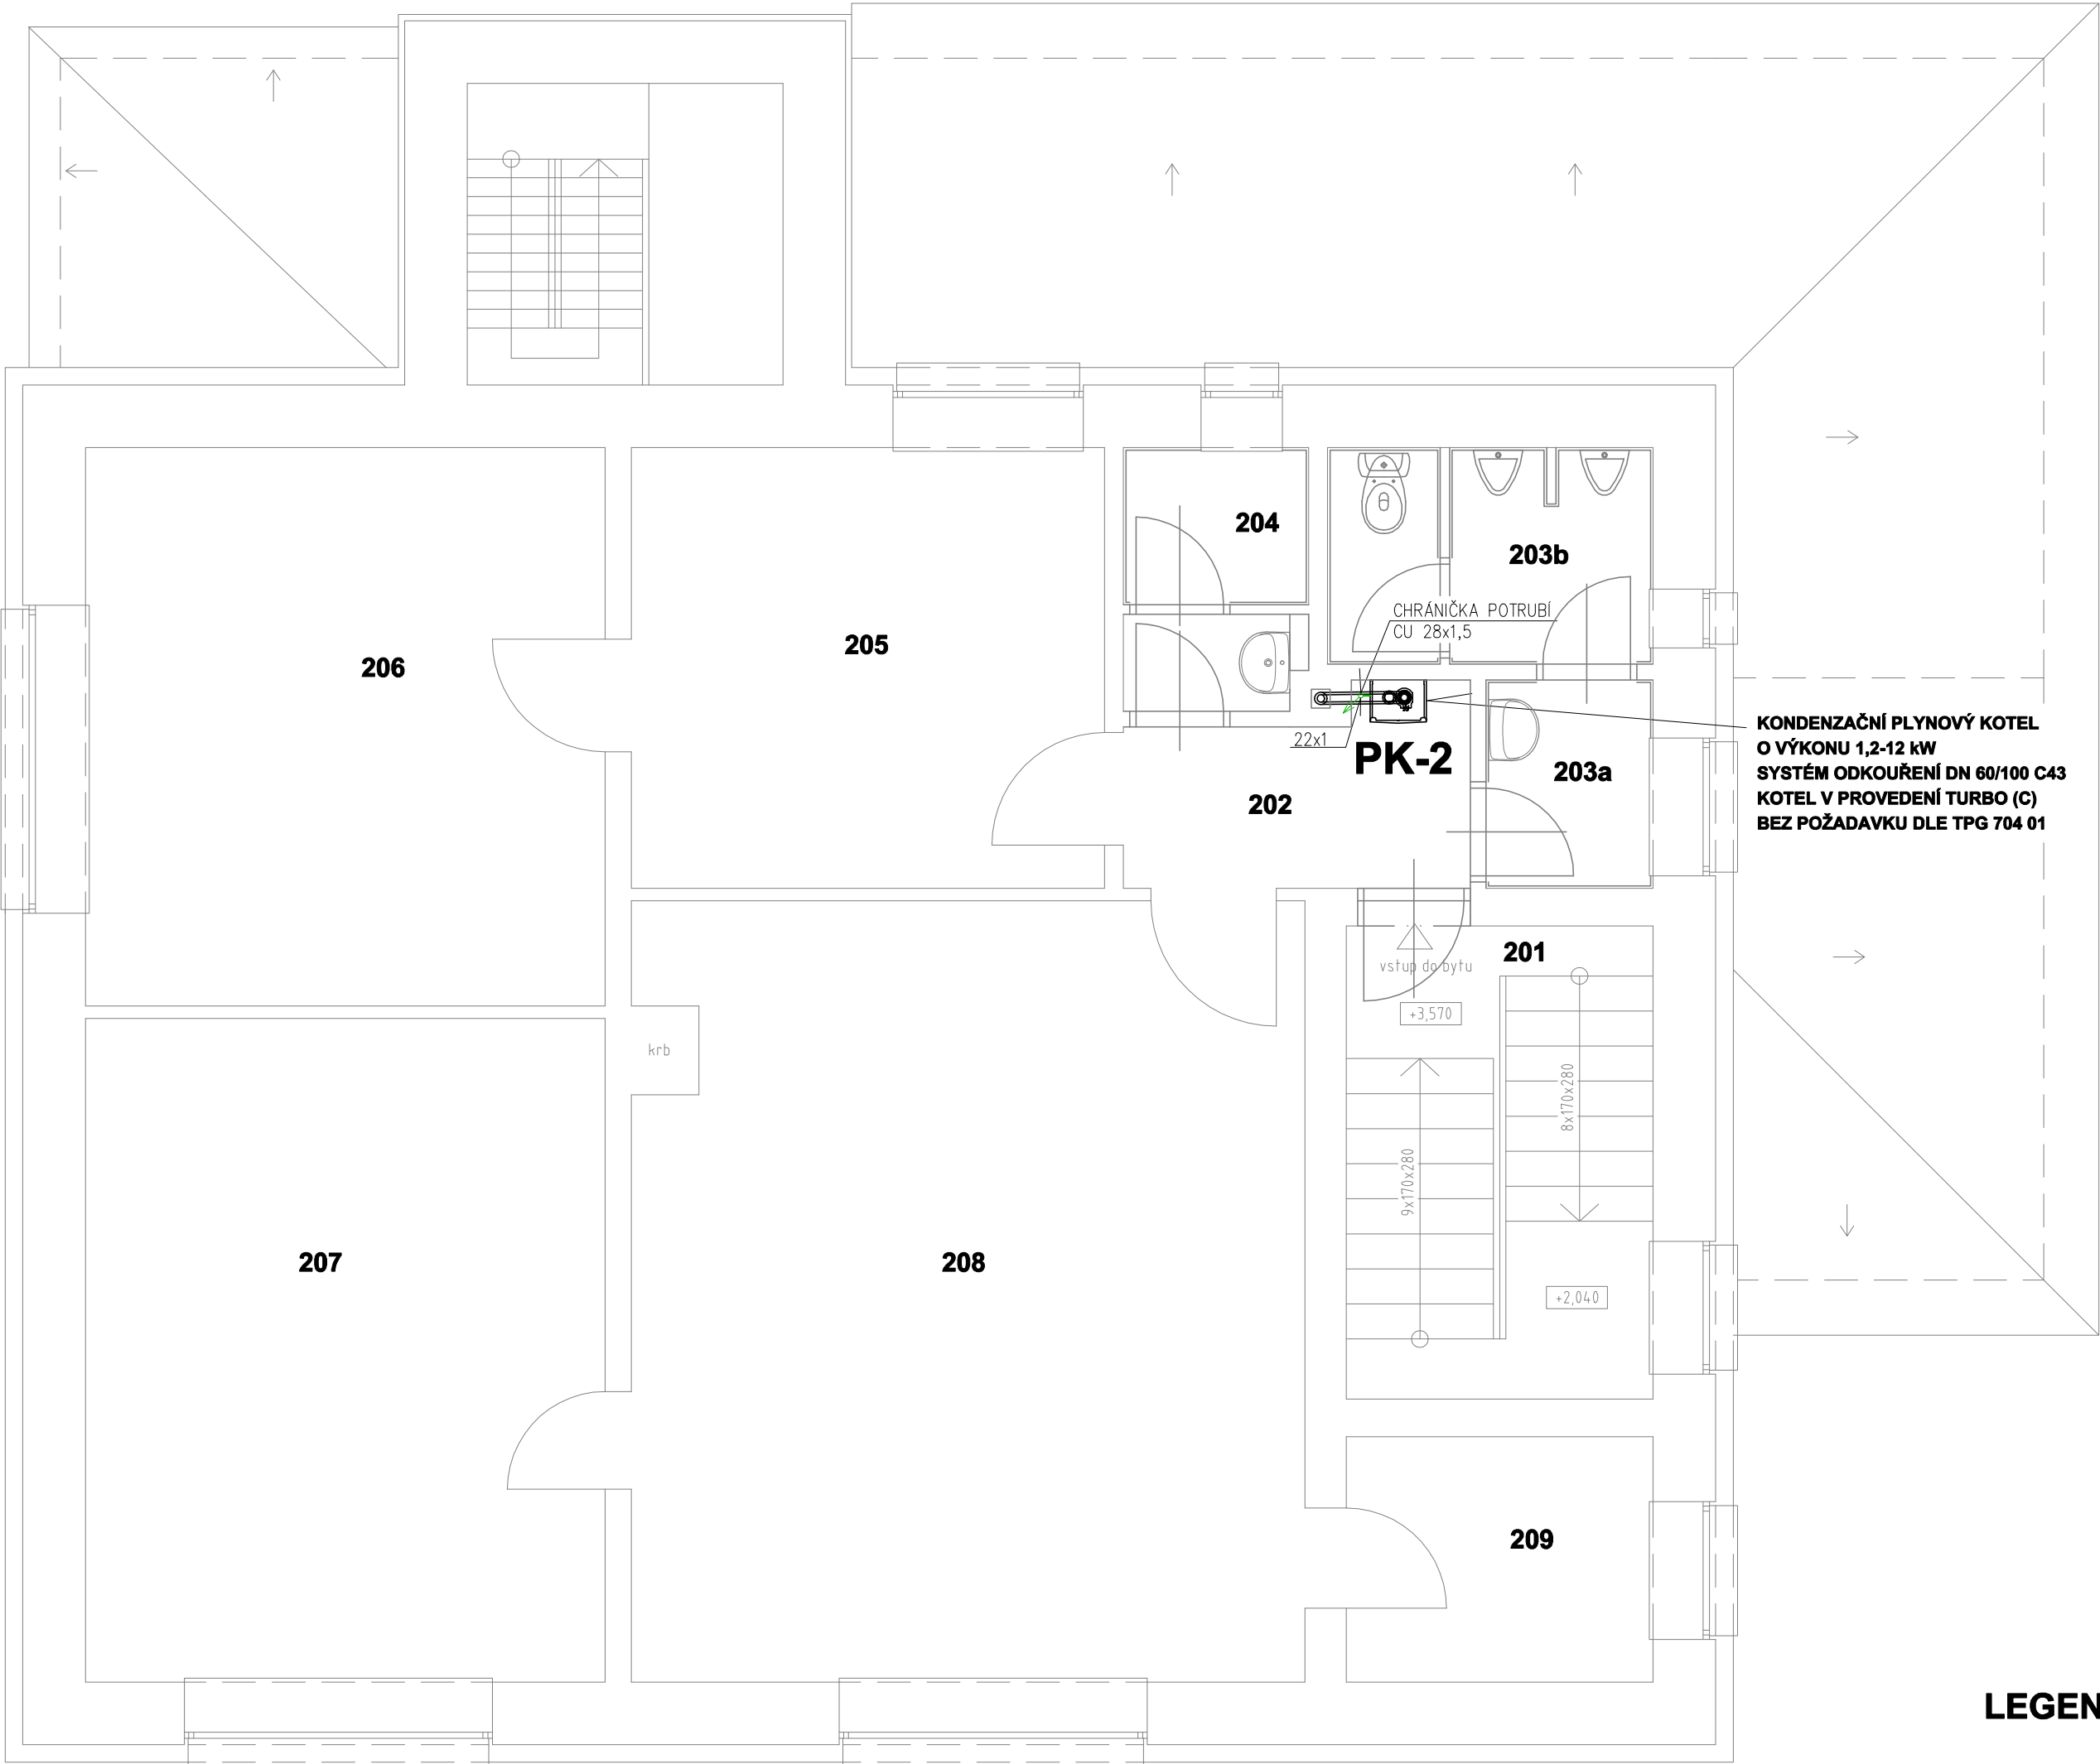 204
203b
CHRÁNIČKA POTRUBÍ
CU 28x1,5
205
206
KONDENZAČNÍ PLYNOVÝ KOTEL
O VÝKONU 1,2-12 kW
SYSTÉM ODKOUŘENÍ DN 60/100 C43
KOTEL V PROVEDENÍ TURBO (C)
BEZ POŽADAVKU DLE TPG 704 01
22x1
PK-2
203a
202
201
vstup do bytu
+3,570
krb
8x170x280
9x170x280
207
208
+2,040
209
LEGEN